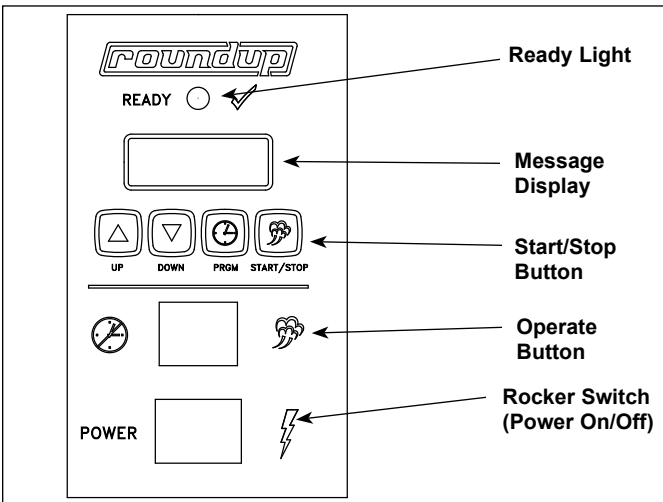 roundup
READY
Ready Light
Message
Display
UP DOWN PRGM START/STOP
Start/Stop
Button
Operate
Button
POWER
Rocker Switch
(Power On/Off)